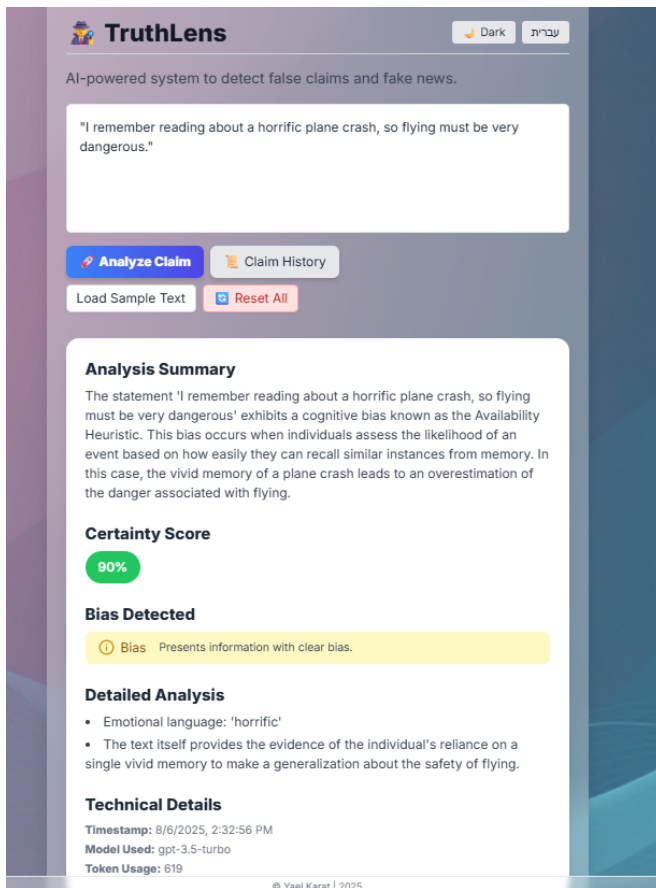 TruthLens
Dark
עברית
AI-powered system to detect false claims and fake news.
"I remember reading about a horrific plane crash, so flying must be very
dangerous."
Analyze Claim
Claim History
Load Sample Text
Reset All
Analysis Summary
The statement 'I remember reading about a horrific plane crash, so flying
must be very dangerous' exhibits a cognitive bias known as the Availability
Heuristic. This bias occurs when individuals assess the likelihood of an
event based on how easily they can recall similar instances from memory. In
this case, the vivid memory of a plane crash leads to an overestimation of
the danger associated with flying.
Certainty Score
90%
Bias Detected
Bias Presents information with clear bias.
Detailed Analysis
• Emotional language: 'horrific'
• The text itself provides the evidence of the individual's reliance on a
single vivid memory to make a generalization about the safety of flying.
Technical Details
Timestamp: 8/6/2025, 2:32:56 PM
Model Used: gpt-3.5-turbo
Token Usage: 619
© Yael Karat | 2025